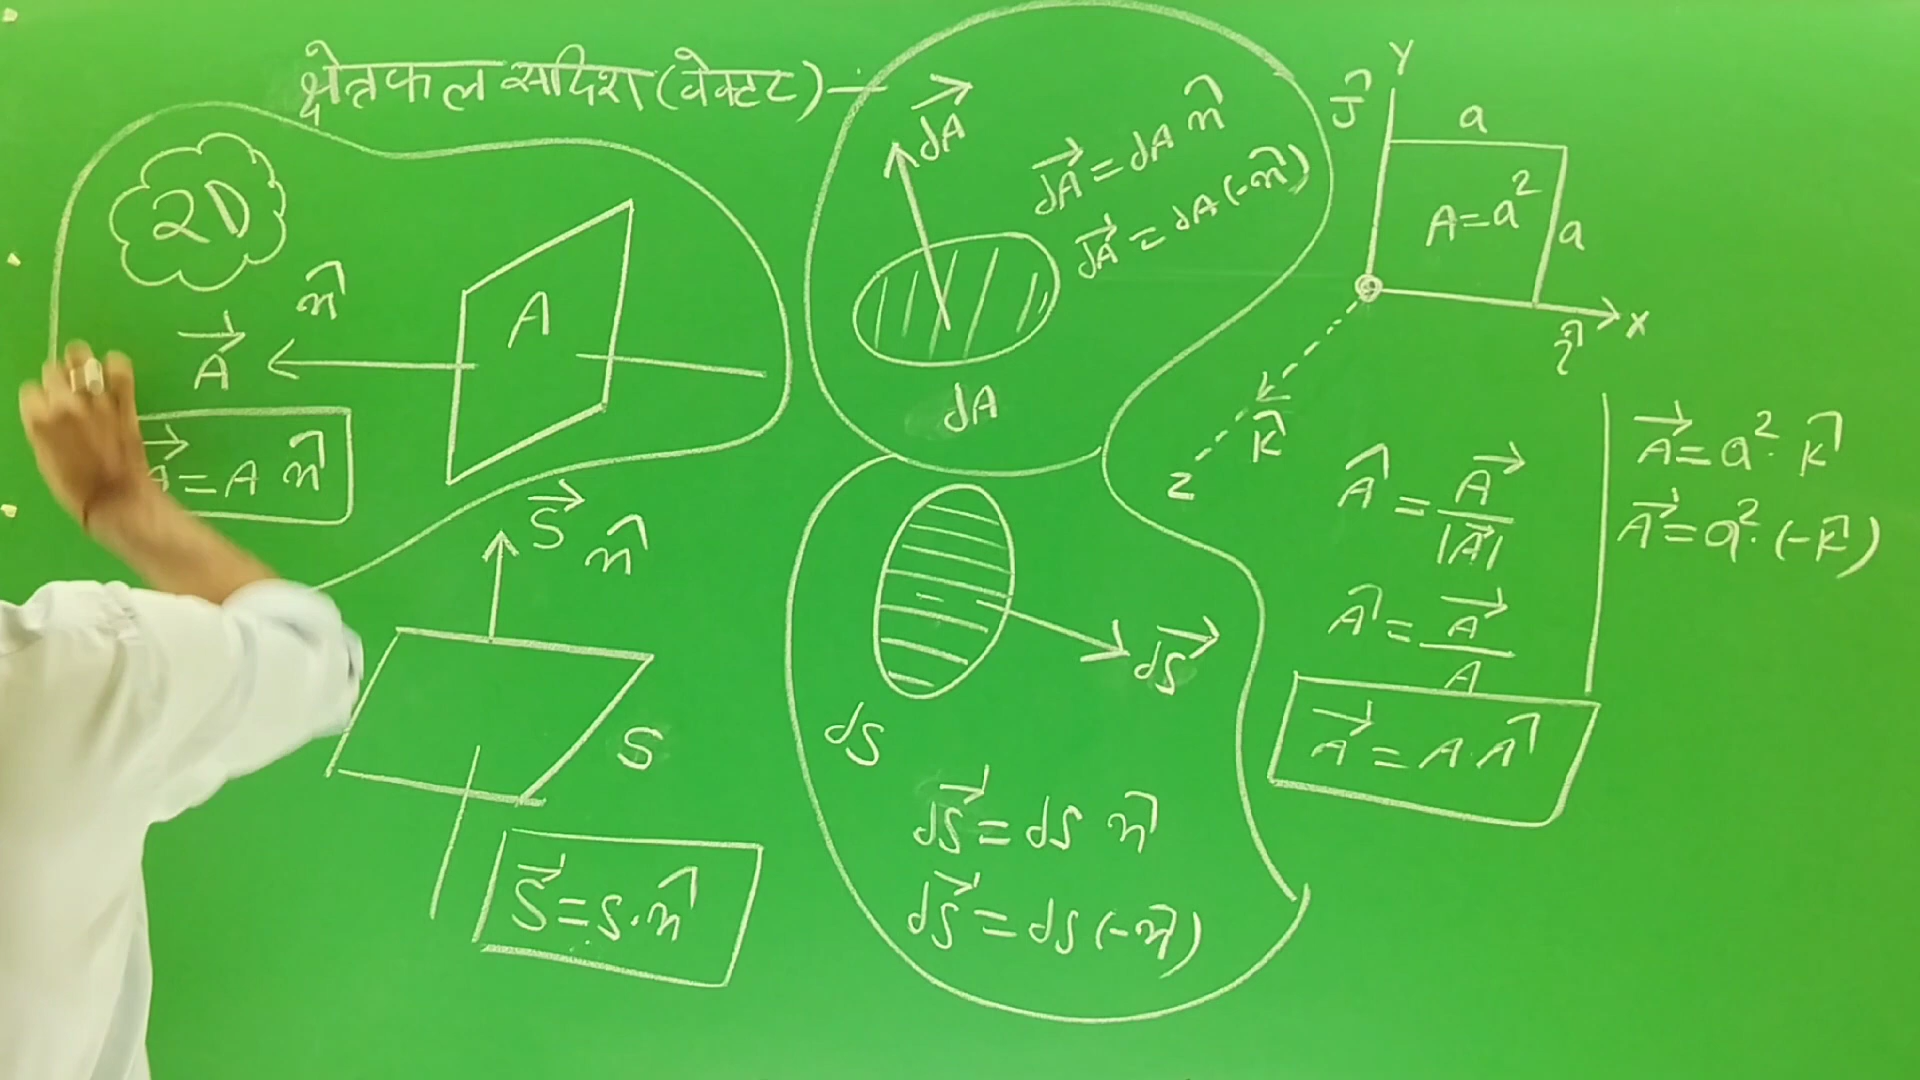 क्षेत्रफल सदिश (वेक्टर) :-
2D
n̂
A⃗
A
A⃗ = A n̂
S⃗
n̂
S
S⃗ = S · n̂
dA⃗
dA⃗ = dA n̂
dA⃗ = dA (-n̂)
dA
dS⃗
dS
dS⃗ = dS n̂
dS⃗ = dS (-n̂)
Y
ĵ
a
A = a²
a
x
î
k̂
z
Â = A⃗ / |A⃗|
Â = A⃗ / A
A⃗ = A · Â
A⃗ = a² · k̂
A⃗ = a² · (-k̂)